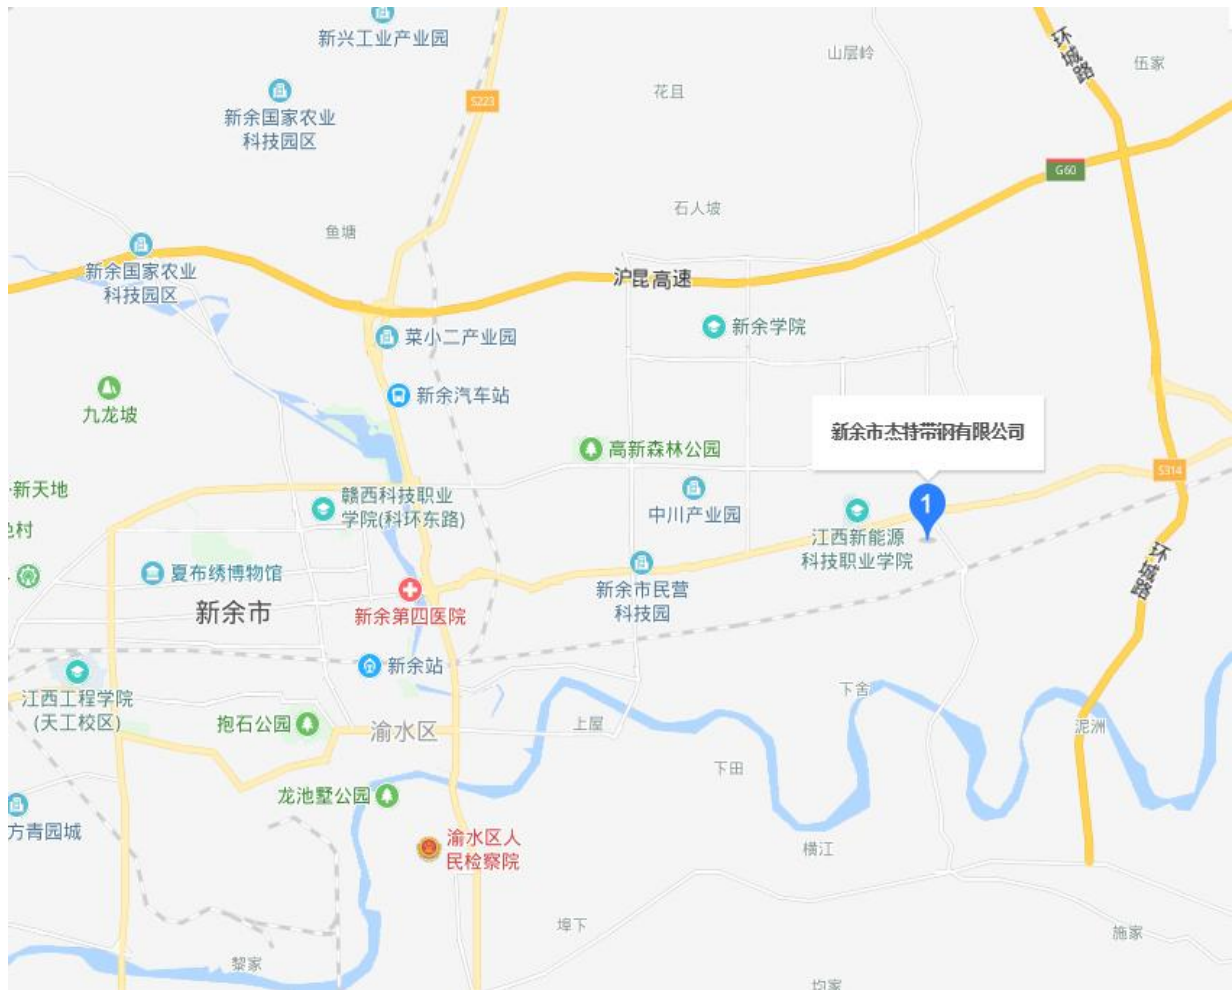 新兴工业产业园
新余国家农业
科技园区
S223
山层岭
环城路
伍家
花县
G60
石人坡
鱼塘
新余国家农业
科技园区
沪昆高速
菜小二产业园
新余学院
九龙坡
新余汽车站
新余市杰特带钢有限公司
高新森林公园
S314
新天地
赣西科技职业
学院(科环东路)
中川产业园
1
江西新能源
科技职业学院
色村
夏布绣博物馆
新余市民营
科技园
环城路
新余市
新余第四医院
新余站
江西工程学院
(天工校区)
抱石公园
渝水区
上屋
下舍
泥洲
下田
龙池墅公园
方青园城
渝水区人
民检察院
横江
埠下
施家
黎家
均家